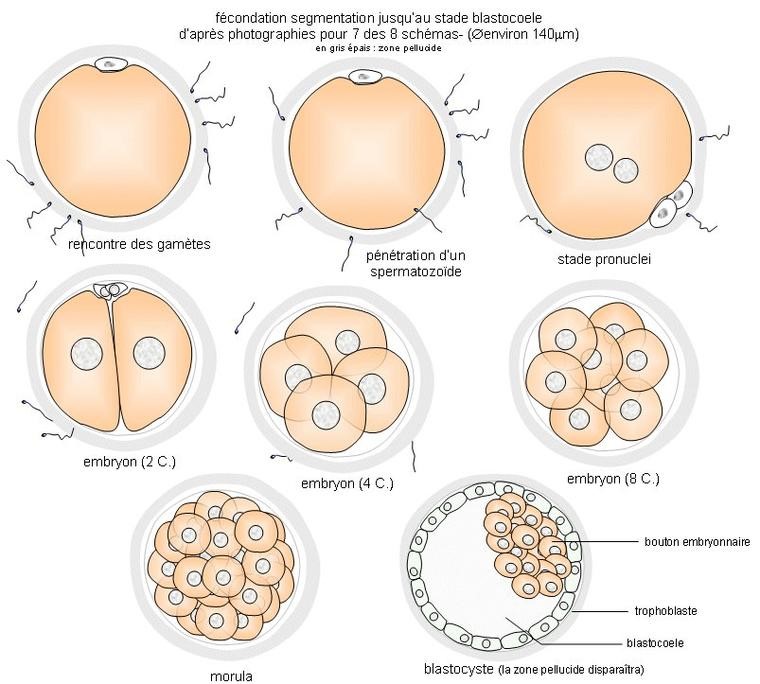 fécondation segmentation jusqu'au stade blastocoele
d'après photographies pour 7 des 8 schémas- (Øenviron 140µm)
en gris épais : zone pellucide
rencontre des gamètes
pénétration d'un
spermatozoïde
stade pronuclei
embryon (2 C.)
embryon (4 C.)
embryon (8 C.)
bouton embryonnaire
trophoblaste
blastocoele
morula
blastocyste (la zone pellucide disparaîtra)